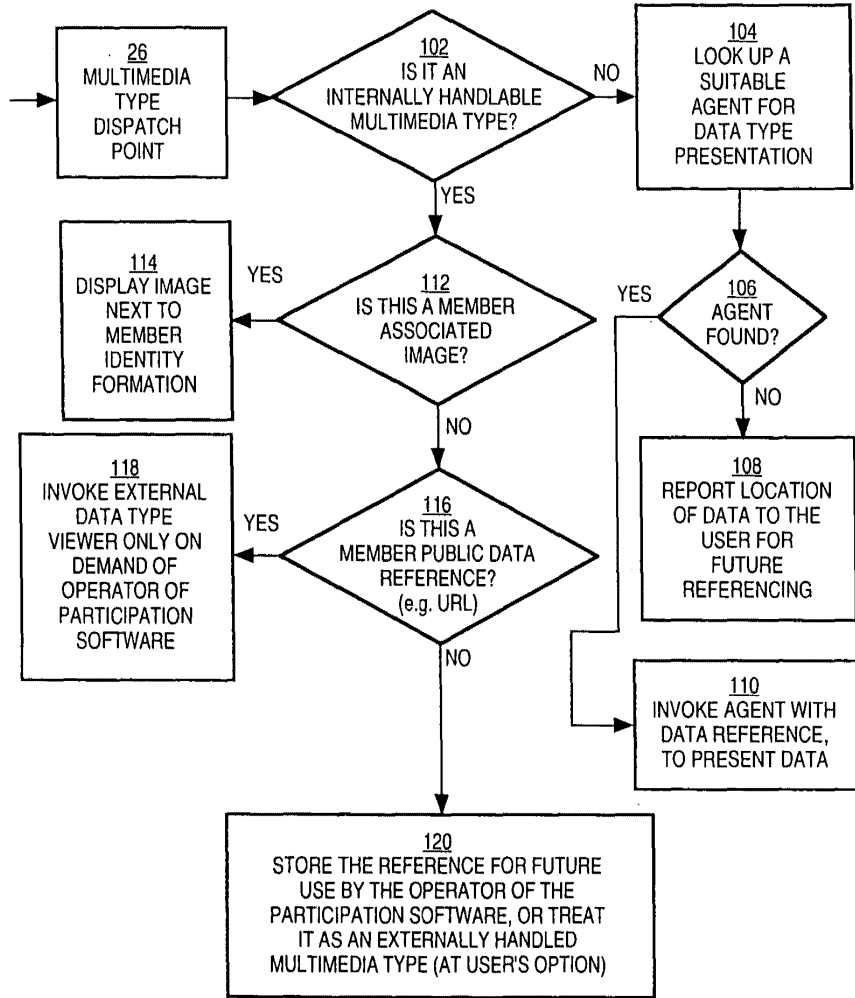 26
MULTIMEDIA
TYPE
DISPATCH
POINT
102
IS IT AN
INTERNALLY HANDLABLE
MULTIMEDIA TYPE?
NO
104
LOOK UP A
SUITABLE
AGENT FOR
DATA TYPE
PRESENTATION
YES
114
DISPLAY IMAGE
NEXT TO
MEMBER
IDENTITY
FORMATION
YES
112
IS THIS A MEMBER
ASSOCIATED
IMAGE?
YES
106
AGENT
FOUND?
NO
NO
118
INVOKE EXTERNAL
DATA TYPE
VIEWER ONLY ON
DEMAND OF
OPERATOR OF
PARTICIPATION
SOFTWARE
YES
116
IS THIS A
MEMBER PUBLIC DATA
REFERENCE?
(e.g. URL)
108
REPORT LOCATION
OF DATA TO THE
USER FOR
FUTURE
REFERENCING
NO
110
INVOKE AGENT WITH
DATA REFERENCE,
TO PRESENT DATA
120
STORE THE REFERENCE FOR FUTURE
USE BY THE OPERATOR OF THE
PARTICIPATION SOFTWARE, OR TREAT
IT AS AN EXTERNALLY HANDLED
MULTIMEDIA TYPE (AT USER'S OPTION)